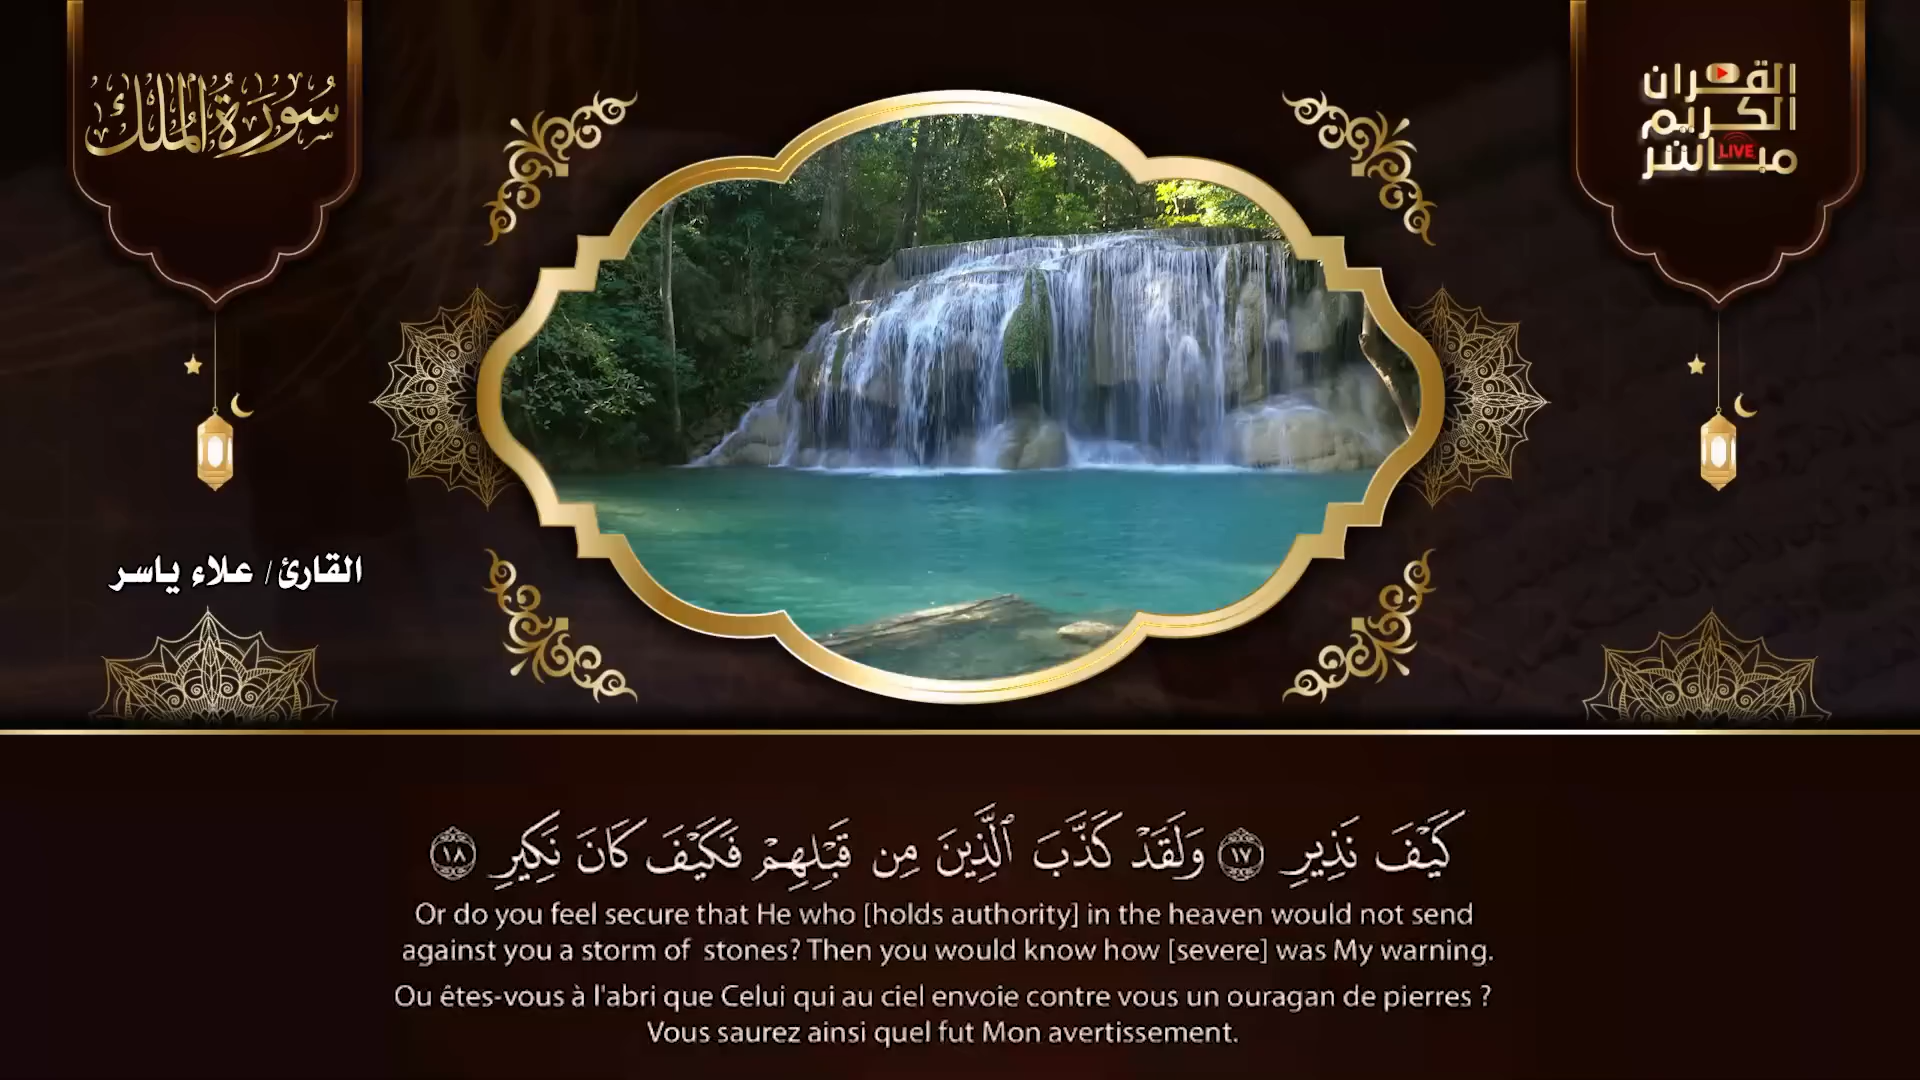 سُورَةُ المُلْك
القرآن
الكريم
مباشر
LIVE
القارئ / علاء ياسر
كَيْفَ نَذِيرِ ١٧ وَلَقَدْ كَذَّبَ ٱلَّذِينَ مِن قَبْلِهِمْ فَكَيْفَ كَانَ نَكِيرِ ١٨
Or do you feel secure that He who [holds authority] in the heaven would not send
against you a storm of stones? Then you would know how [severe] was My warning.
Ou êtes-vous à l'abri que Celui qui au ciel envoie contre vous un ouragan de pierres ?
Vous saurez ainsi quel fut Mon avertissement.